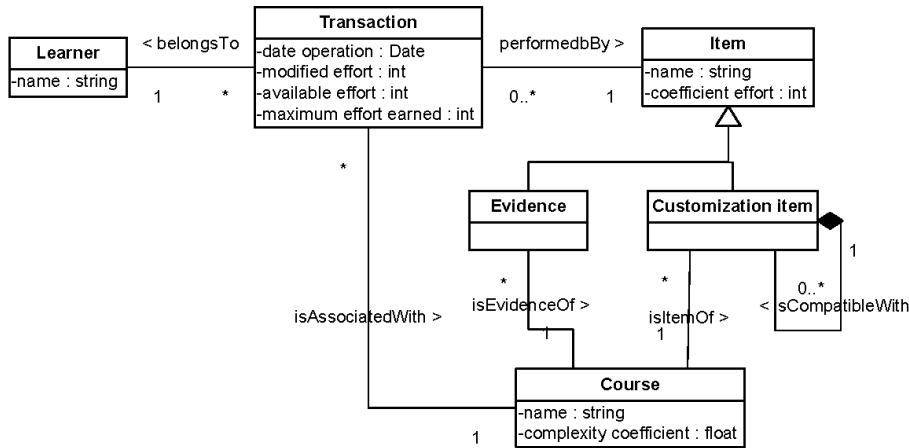 Transaction
-date operation : Date
-modified effort : int
-available effort : int
-maximum effort earned : int
Learner
-name : string
< belongsTo
1
*
performedbBy >
0..*
1
Item
-name : string
-coefficient effort : int
*
Evidence
Customization item
1
*
*
0..*
isAssociatedWith >
isEvidenceOf >
1
isItemOf >
1
< isCompatibleWith
Course
-name : string
-complexity coefficient : float
1